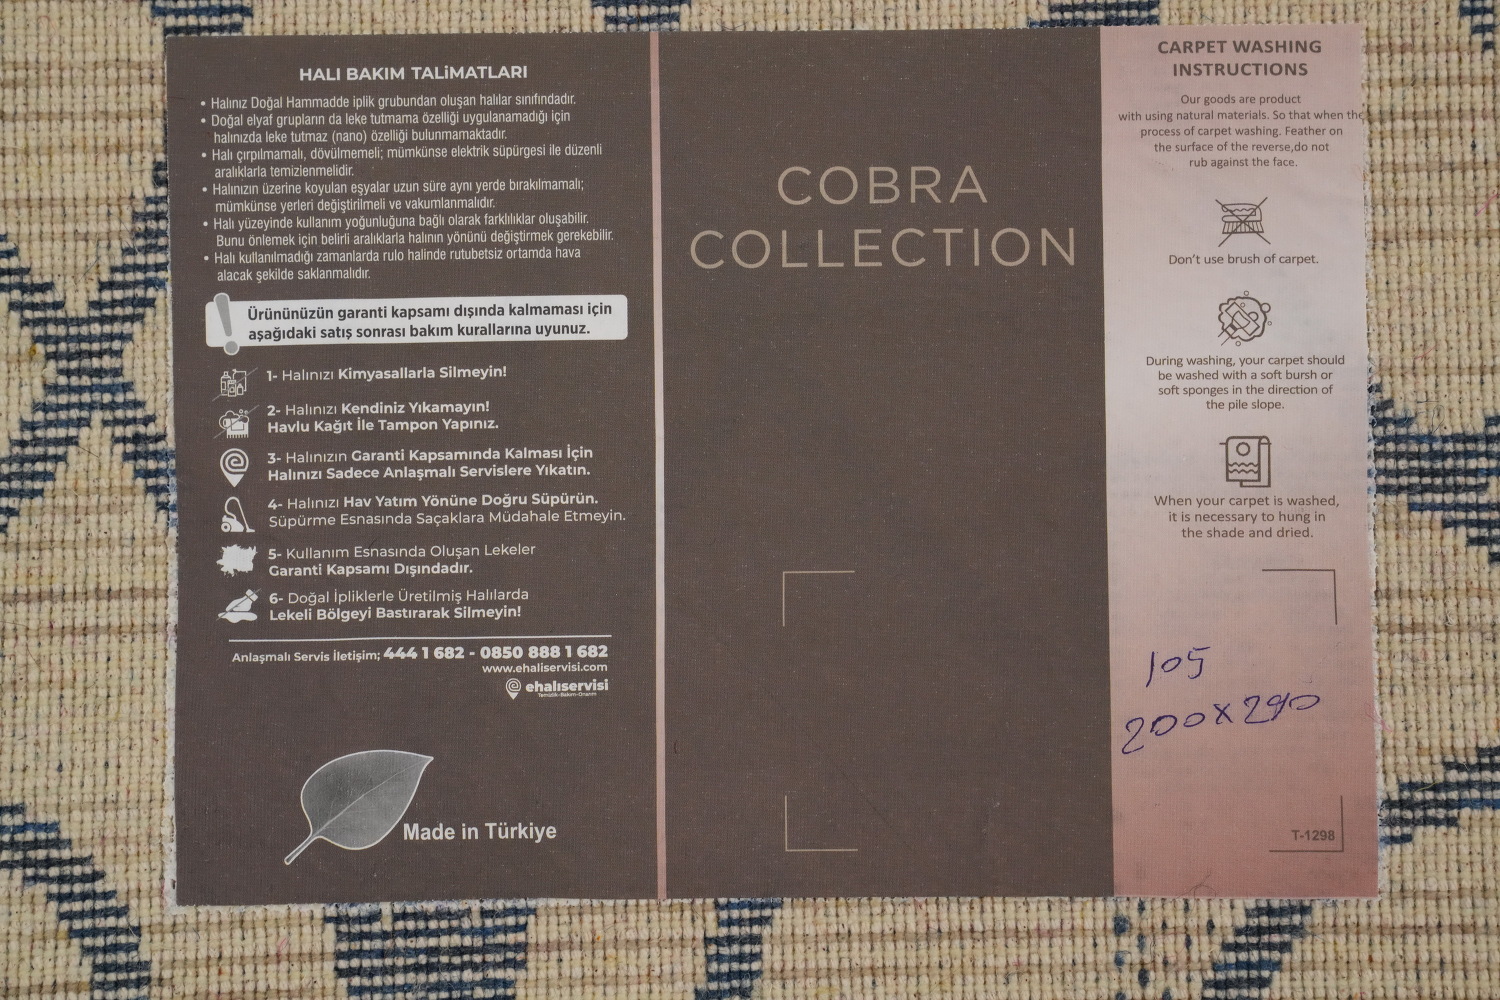 HALI BAKIM TALiMATLARI
• Halınız Doğal Hammadde iplik grubundan oluşan halılar sınıfındadır.
• Doğal elyaf grupların da leke tutmama özelliği uygulanamadığı için
halınızda leke tutmaz (nano) özelliği bulunmamaktadır.
• Halı çırpılmamalı, dövülmemeli; mümkünse elektrik süpürgesi ile düzenli
aralıklarla temizlenmelidir.
• Halınızın üzerine koyulan eşyalar uzun süre aynı yerde bırakılmamalı;
mümkünse yerleri değiştirilmeli ve vakumlanmalıdır.
• Halı yüzeyinde kullanım yoğunluğuna bağlı olarak farklılıklar oluşabilir.
Bunu önlemek için belirli aralıklarla halının yönünü değiştirmek gerekebilir.
• Halı kullanılmadığı zamanlarda rulo halinde rutubetsiz ortamda hava
alacak şekilde saklanmalıdır.
Ürününüzün garanti kapsamı dışında kalmaması için
aşağıdaki satış sonrası bakım kurallarına uyunuz.
1- Halınızı Kimyasallarla Silmeyin!
2- Halınızı Kendiniz Yıkamayın!
Havlu Kağıt İle Tampon Yapınız.
3- Halınızın Garanti Kapsamında Kalması İçin
Halınızı Sadece Anlaşmalı Servislere Yıkatın.
4- Halınızı Hav Yatım Yönüne Doğru Süpürün.
Süpürme Esnasında Saçaklara Müdahale Etmeyin.
5- Kullanım Esnasında Oluşan Lekeler
Garanti Kapsamı Dışındadır.
6- Doğal İpliklerle Üretilmiş Halılarda
Lekeli Bölgeyi Bastırarak Silmeyin!
Anlaşmalı Servis İletişim; 444 1 682 - 0850 888 1 682
www.ehaliservisi.com
ehalıservisi
Temizlik-Bakım-Onarım
Made in Türkiye
COBRA
COLLECTION
CARPET WASHING
INSTRUCTIONS
Our goods are product
with using natural materials. So that when the
process of carpet washing. Feather on
the surface of the reverse,do not
rub against the face.
Don't use brush of carpet.
During washing, your carpet should
be washed with a soft bursh or
soft sponges in the direction of
the pile slope.
When your carpet is washed,
it is necessary to hung in
the shade and dried.
105
200x290
T-1298